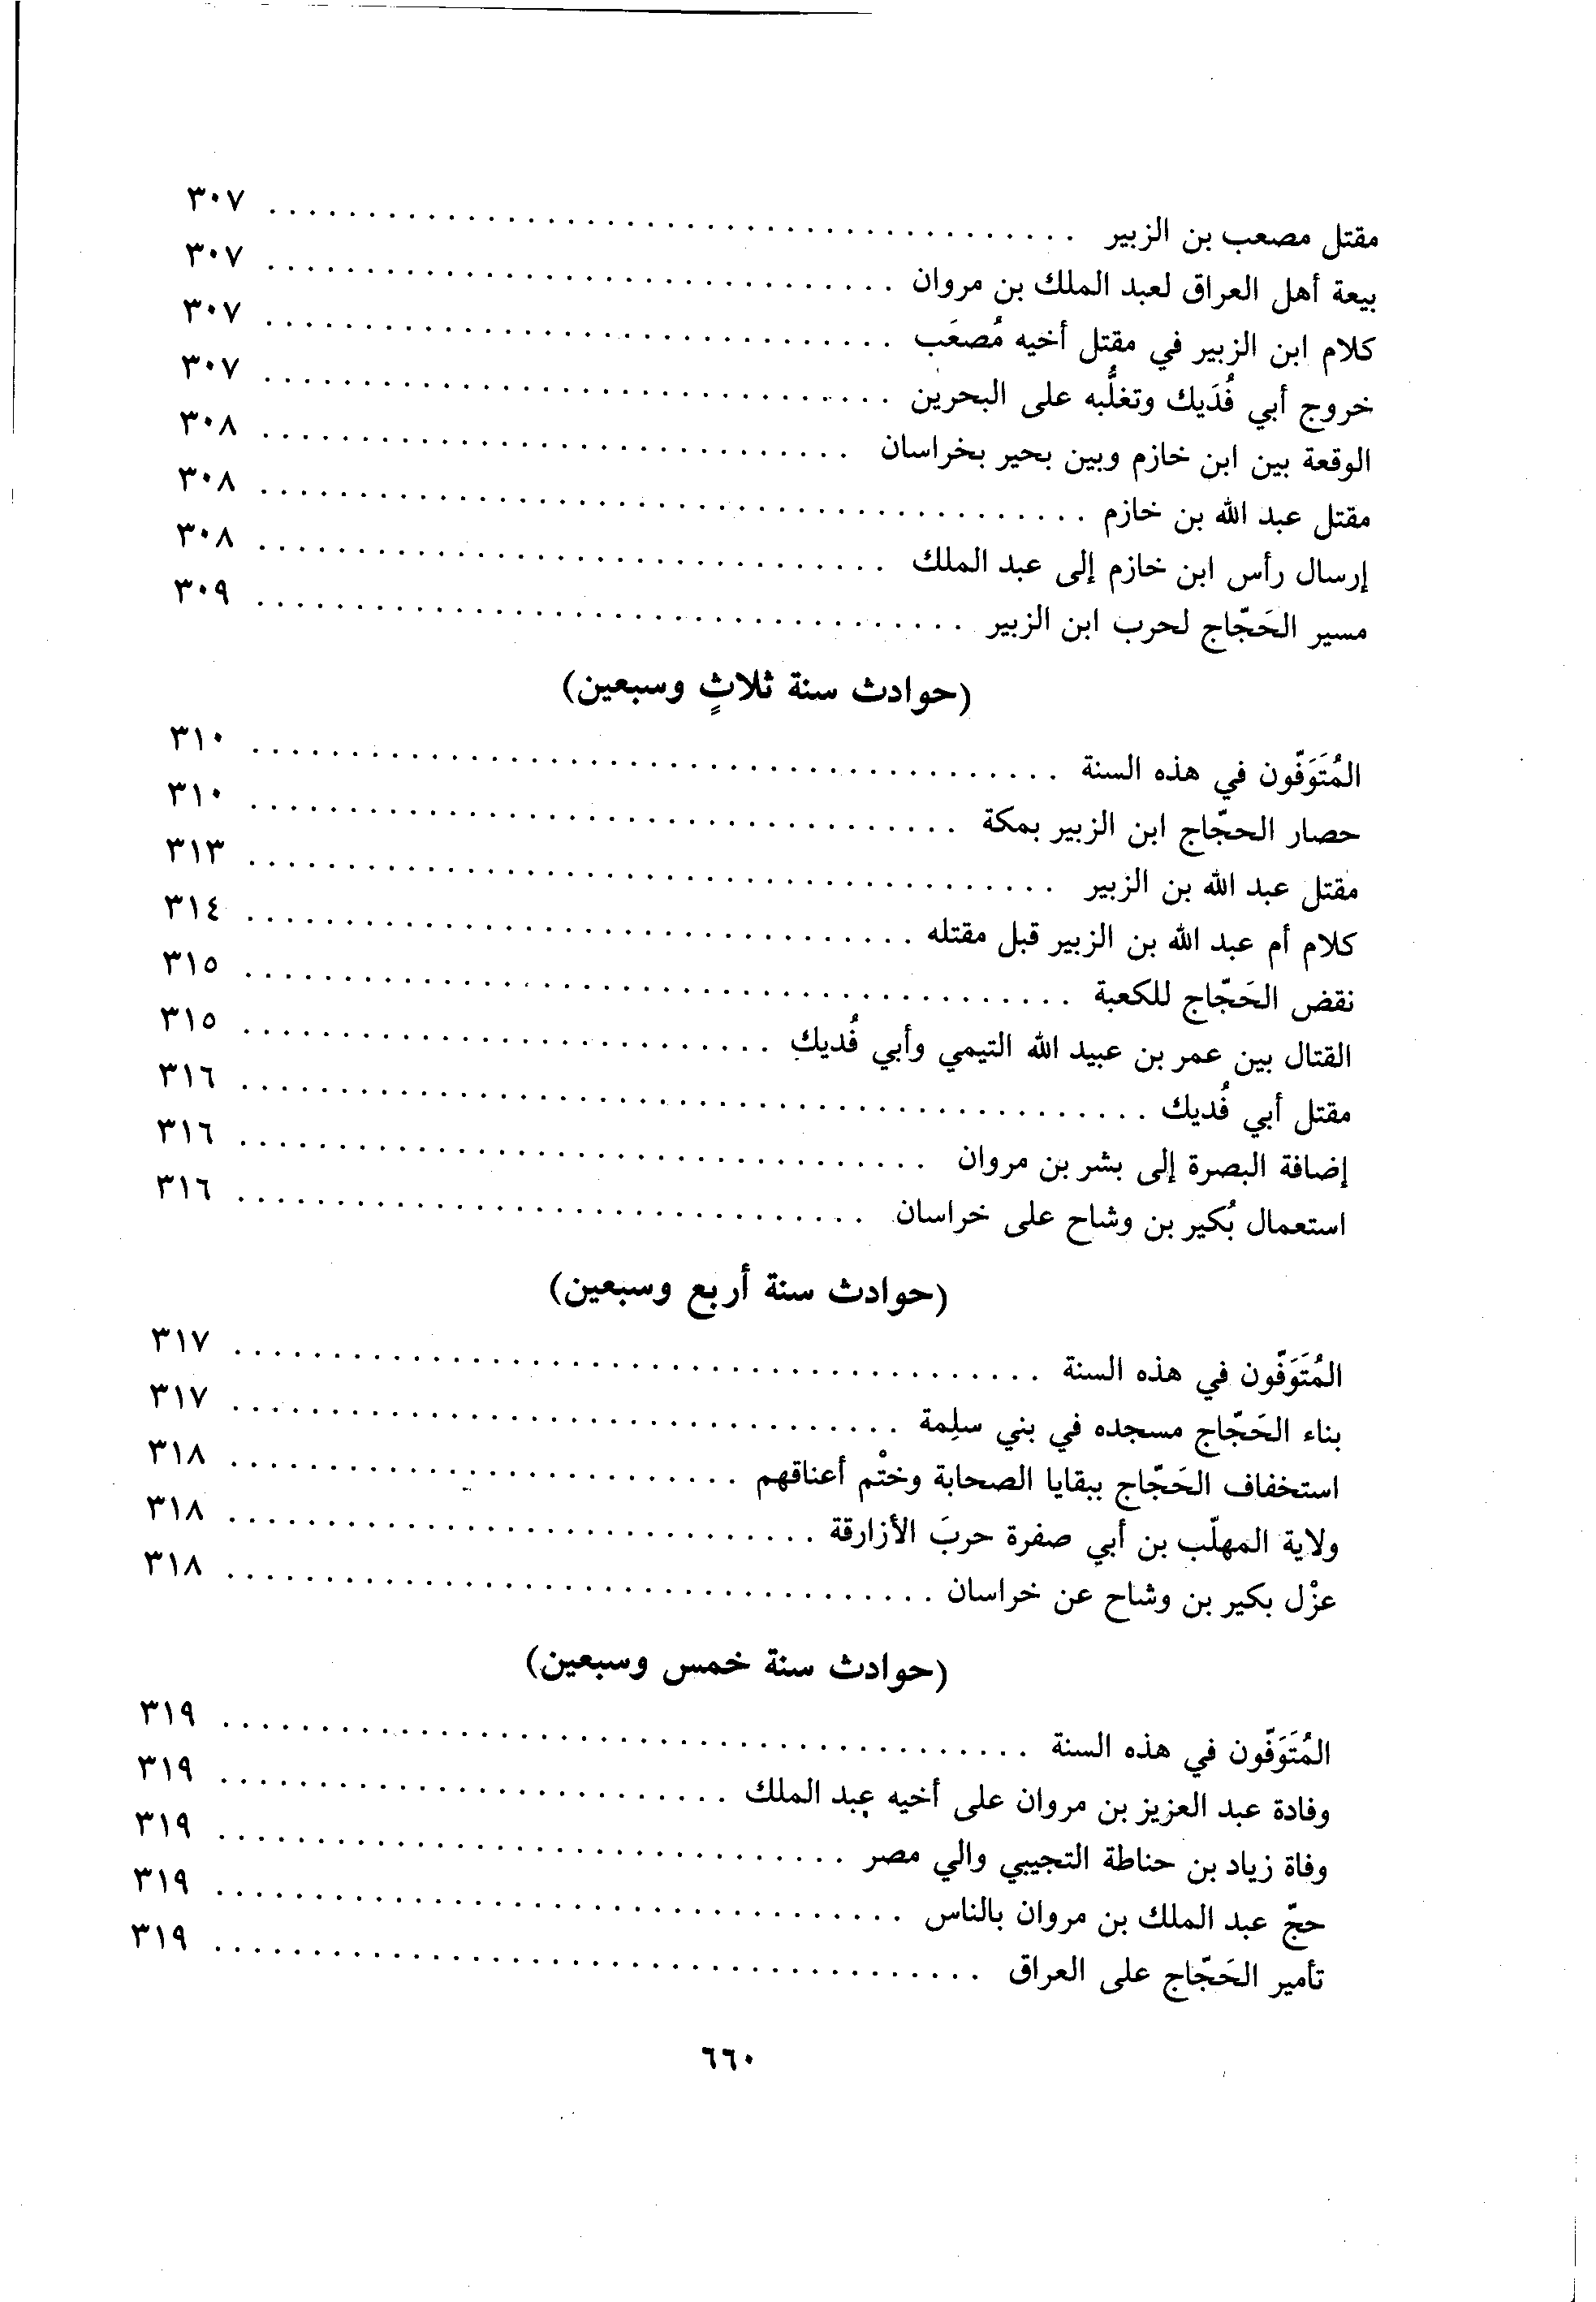 مقتل مصعب بن الزبير ........................................ ٣٠٧
بيعة أهل العراق لعبد الملك بن مروان ................................ ٣٠٧
كلام ابن الزبير في مقتل أخيه مُصعَب ................................ ٣٠٧
خروج أبي فُدَيك وتغلُّبه على البحرين ................................ ٣٠٧
الوقعة بين ابن خازم وبين بحير بخراسان .............................. ٣٠٨
مقتل عبد الله بن خازم ........................................ ٣٠٨
إرسال رأس ابن خازم إلى عبد الملك ................................ ٣٠٨
مسير الحَجّاج لحرب ابن الزبير .................................... ٣٠٩
(حوادث سنة ثلاثٍ وسبعين)
المُتَوَفّون في هذه السنة ........................................ ٣١٠
حصار الحجّاج ابن الزبير بمكة .................................... ٣١٠
مقتل عبد الله بن الزبير ........................................ ٣١٣
كلام أم عبد الله بن الزبير قبل مقتله ................................ ٣١٤
نقض الحَجّاج للكعبة ........................................ ٣١٥
القتال بين عمر بن عبيد الله التيمي وأبي فُديك ........................... ٣١٥
مقتل أبي فُديك ............................................ ٣١٦
إضافة البصرة إلى بشر بن مروان .................................. ٣١٦
استعمال بُكير بن وشاح على خراسان ................................ ٣١٦
(حوادث سنة أربع وسبعين)
المُتَوَفّون في هذه السنة ........................................ ٣١٧
بناء الحَجّاج مسجده في بني سلِمة .................................. ٣١٧
استخفاف الحَجّاج ببقايا الصحابة وختْم أعناقهم .......................... ٣١٨
ولاية المهلّب بن أبي صفرة حربَ الأزارقة .............................. ٣١٨
عزْل بكير بن وشاح عن خراسان .................................... ٣١٨
(حوادث سنة خمس وسبعين)
المُتَوَفّون في هذه السنة ........................................ ٣١٩
وفادة عبد العزيز بن مروان على أخيه عبد الملك .......................... ٣١٩
وفاة زياد بن حناطة التجيبي والي مصر ................................ ٣١٩
حجّ عبد الملك بن مروان بالناس .................................. ٣١٩
تأمير الحَجّاج على العراق ...................................... ٣١٩
٦٦٠